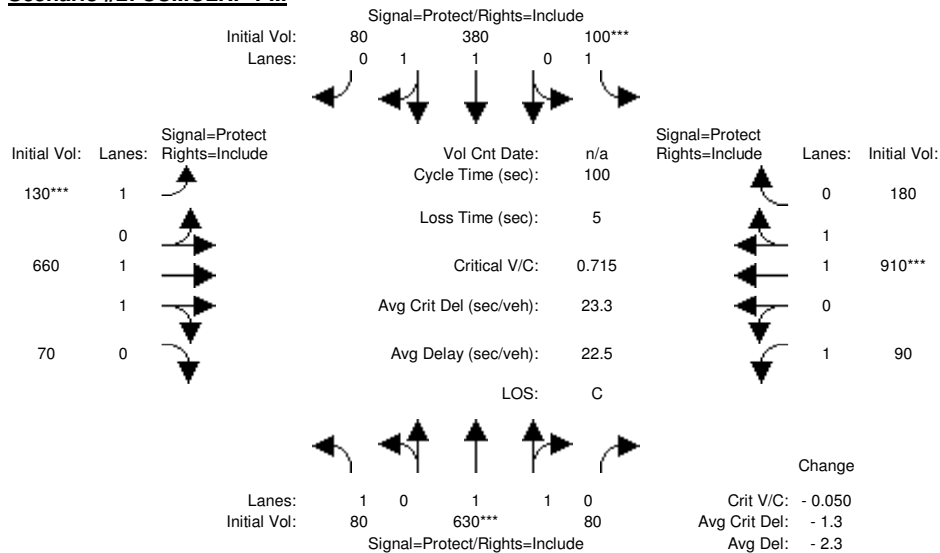 Signal=Protect/Rights=Include
Initial Vol: 80 380 100***
Lanes: 0 1 1 0 1
Signal=Protect
Initial Vol: Lanes: Rights=Include
Vol Cnt Date: n/a
Signal=Protect
Rights=Include Lanes: Initial Vol:
Cycle Time (sec): 100
130*** 1
0 180
Loss Time (sec): 5
0
1
660 1
Critical V/C: 0.715
1 910***
1
Avg Crit Del (sec/veh): 23.3
0
70 0
Avg Delay (sec/veh): 22.5
1 90
LOS: C
Lanes: 1 0 1 1 0
Initial Vol: 80 630*** 80
Signal=Protect/Rights=Include
Change
Crit V/C: - 0.050
Avg Crit Del: - 1.3
Avg Del: - 2.3